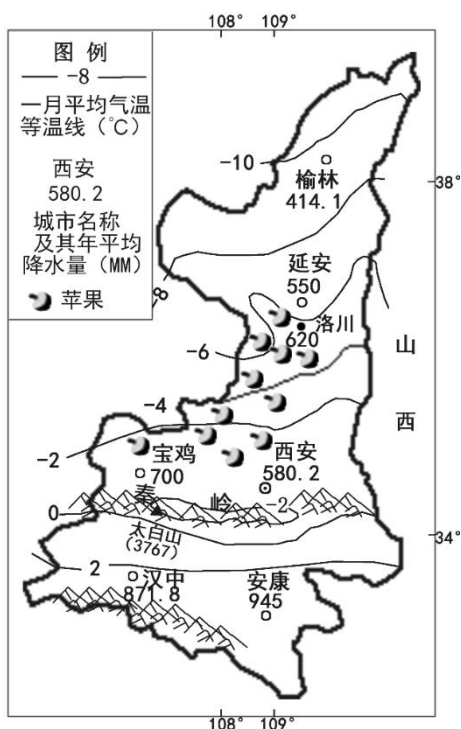 108° 109°
图 例
-8
一月平均气温
等温线（℃）
西安
580.2
城市名称
及其年平均
降水量（MM）
苹果
-10
榆林
414.1
38°
-8
延安
550
洛川
620
-6
山
西
-4
-2
宝鸡
700
西安
580.2
秦
岭
-2
0
太白山
(3767)
34°
2
汉中
871.8
安康
945
108° 109°